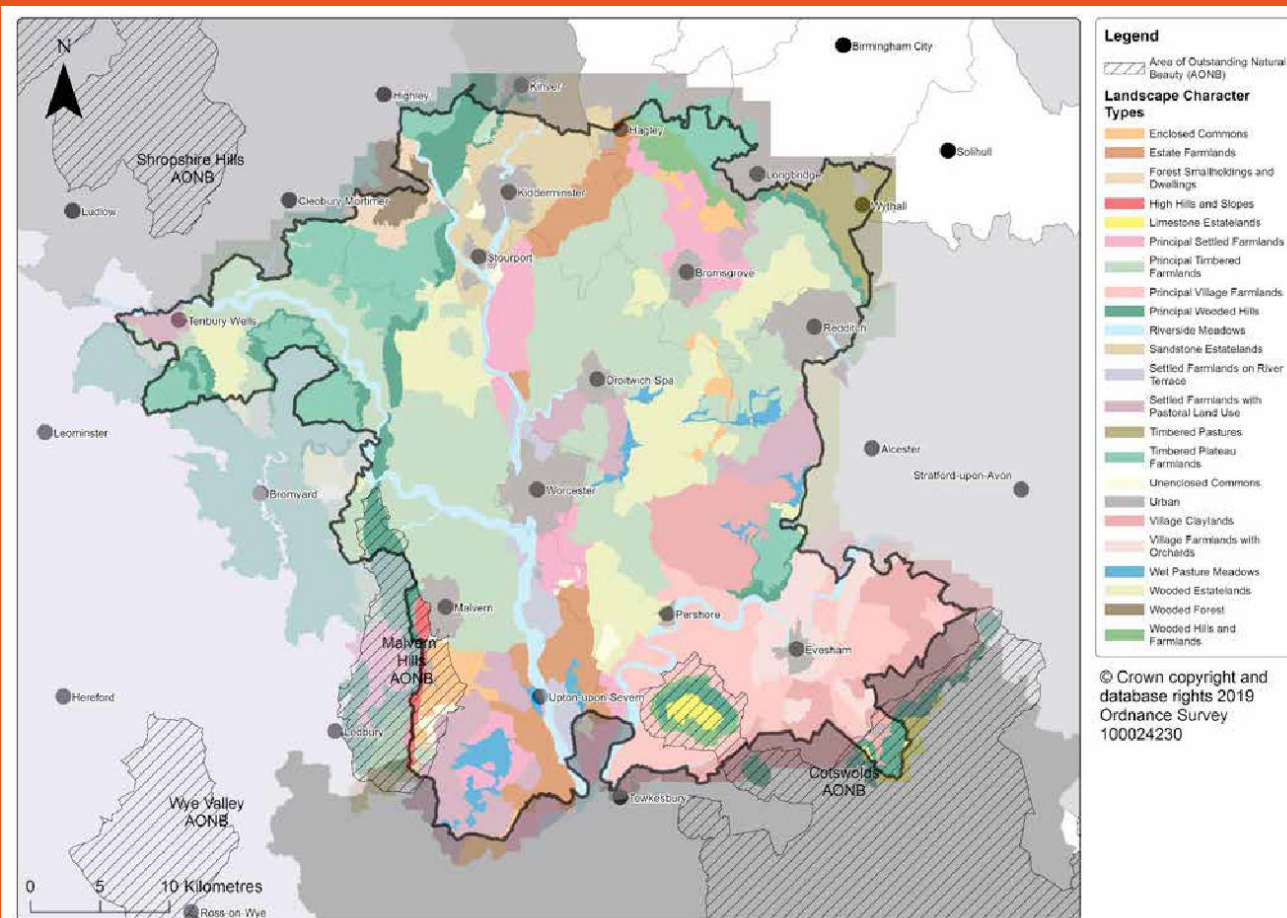 N
Birmingham City
Kinver
Highley
Hagley
Solihull
Shropshire Hills
AONB
Longbridge
Kidderminster
Cleobury Mortimer
Wythall
Ludlow
Stourport
Bromsgrove
Tenbury Wells
Redditch
Droitwich Spa
Leominster
Alcester
Stratford-upon-Avon
Bromyard
Worcester
Malvern
Pershore
Malvern
Hills
AONB
Evesham
Hereford
Upton-upon-Severn
Ledbury
Cotswolds
AONB
Tewkesbury
Wye Valley
AONB
0 5 10 Kilometres
Ross-on-Wye
Legend
Area of Outstanding Natural
Beauty (AONB)
Landscape Character
Types
Enclosed Commons
Estate Farmlands
Forest Smallholdings and
Dwellings
High Hills and Slopes
Limestone Estatelands
Principal Settled Farmlands
Principal Timbered
Farmlands
Principal Village Farmlands
Principal Wooded Hills
Riverside Meadows
Sandstone Estatelands
Settled Farmlands on River
Terrace
Settled Farmlands with
Pastoral Land Use
Timbered Pastures
Timbered Plateau
Farmlands
Unenclosed Commons
Urban
Village Claylands
Village Farmlands with
Orchards
Wet Pasture Meadows
Wooded Estatelands
Wooded Forest
Wooded Hills and
Farmlands
© Crown copyright and
database rights 2019
Ordnance Survey
100024230